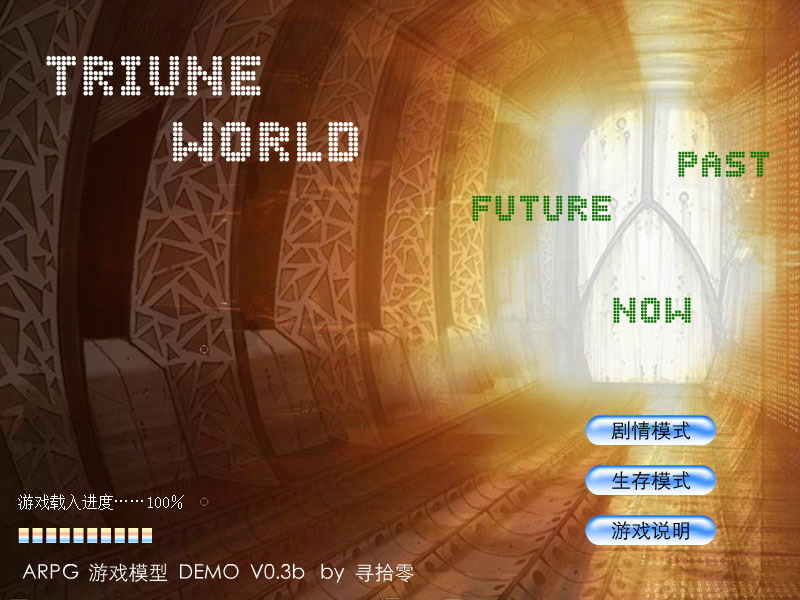 TRIUNE
WORLD
PAST
FUTURE
NOW
剧情模式
生存模式
游戏载入进度……100%
游戏说明
ARPG 游戏模型 DEMO V0.3b by 寻拾零